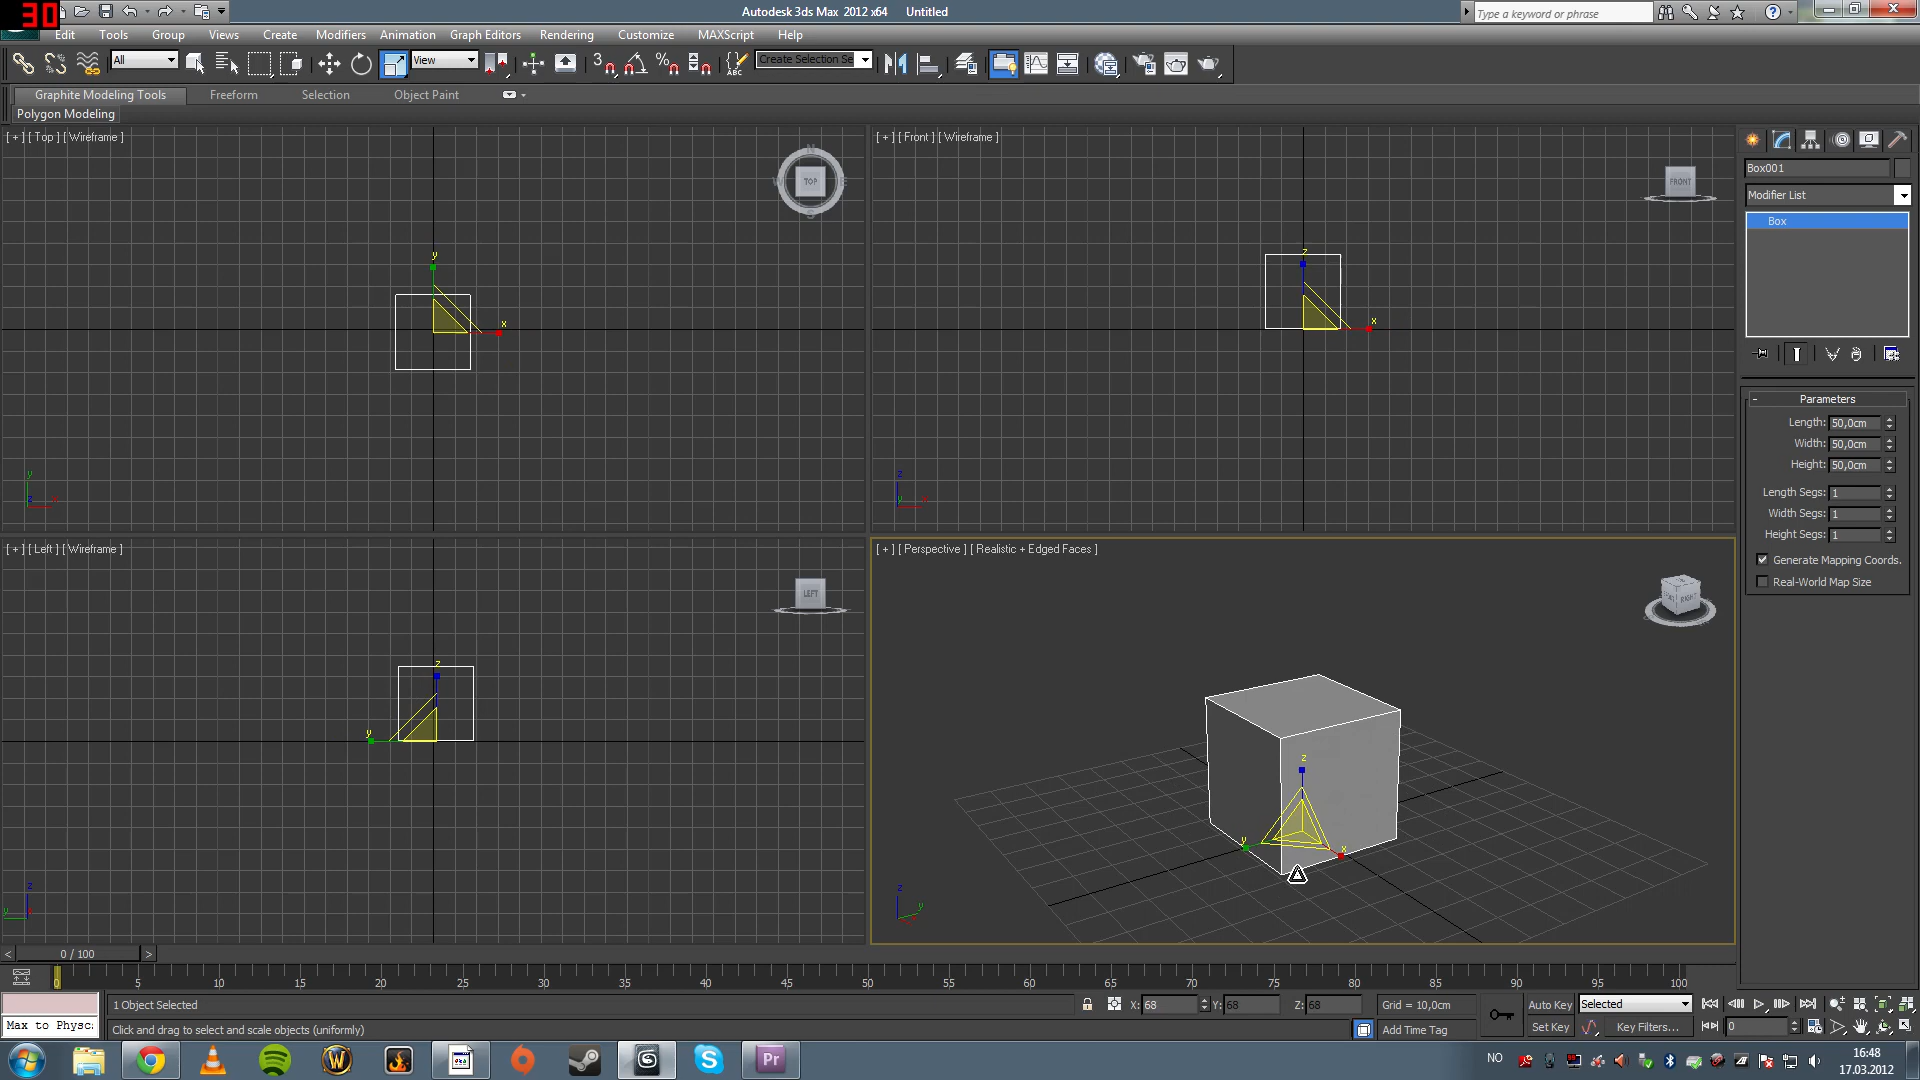 30
Autodesk 3ds Max 2012 x64 Untitled
Type a keyword or phrase
Edit Tools Group Views Create Modifiers Animation Graph Editors Rendering Customize MAXScript Help
All View 3 Create Selection Se
Graphite Modeling Tools Freeform Selection Object Paint
Polygon Modeling
[ + ] [ Top ] [ Wireframe ]
[ + ] [ Front ] [ Wireframe ]
N
TOP
S
FRONT
Box001
Modifier List
Box
y
x
z
x
Parameters
Length: 50,0cm
Width: 50,0cm
Height: 50,0cm
Length Segs: 1
Width Segs: 1
Height Segs: 1
Generate Mapping Coords.
Real-World Map Size
y
z x
z
y x
[ + ] [ Left ] [ Wireframe ]
[ + ] [ Perspective ] [ Realistic + Edged Faces ]
LEFT
RIGHT
z
y
z
y
x
z
y
z
y
< 0 / 100 >
0 5 10 15 20 25 30 35 40 45 50 55 60 65 70 75 80 85 90 95 100
1 Object Selected
X: 68 Y: 68 Z: 68
Grid = 10,0cm
Auto Key Selected
Max to Physc:
Click and drag to select and scale objects (uniformly)
Add Time Tag
Set Key Key Filters...
0
W
Pr
NO
16:48
17.03.2012